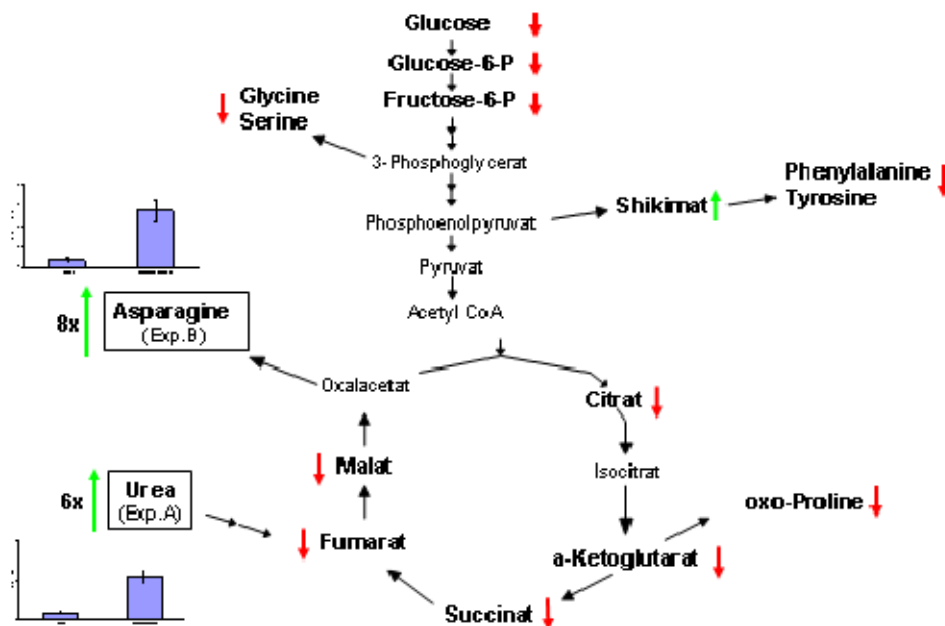 Glucose
Glucose-6-P
Fructose-6-P
Glycine
Serine
3-Phosphoglycerat
Phenylalanine
Tyrosine
Shikimat
Phosphoenolpyruvat
Pyruvat
Acetyl CoA
8x
Asparagine
(Exp.B)
Oxalacetat
Citrat
Malat
Isocitrat
6x
Urea
(Exp.A)
oxo-Proline
Fumarat
a-Ketoglutarat
Succinat